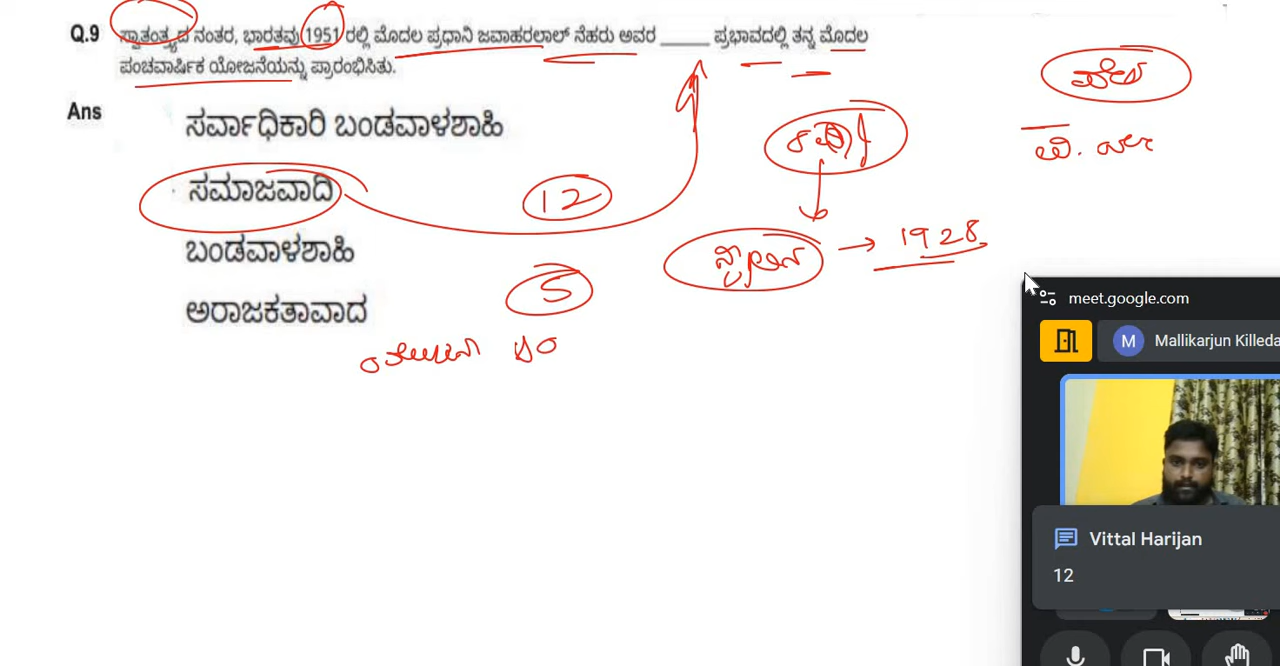 Q.9 ಸ್ವಾತಂತ್ರ್ಯದ ನಂತರ, ಭಾರತವು 1951 ರಲ್ಲಿ ಮೊದಲ ಪ್ರಧಾನಿ ಜವಾಹರಲಾಲ್ ನೆಹರು ಅವರ _____ ಪ್ರಭಾವದಲ್ಲಿ ತನ್ನ ಮೊದಲ
ಪಂಚವಾರ್ಷಿಕ ಯೋಜನೆಯನ್ನು ಪ್ರಾರಂಭಿಸಿತು.
Ans
ಸರ್ವಾಧಿಕಾರಿ ಬಂಡವಾಳಶಾಹಿ
ಸಮಾಜವಾದಿ
ಬಂಡವಾಳಶಾಹಿ
ಅರಾಜಕತಾವಾದ
12
5
1928
meet.google.com
M Mallikarjun Killeda
Vittal Harijan
12